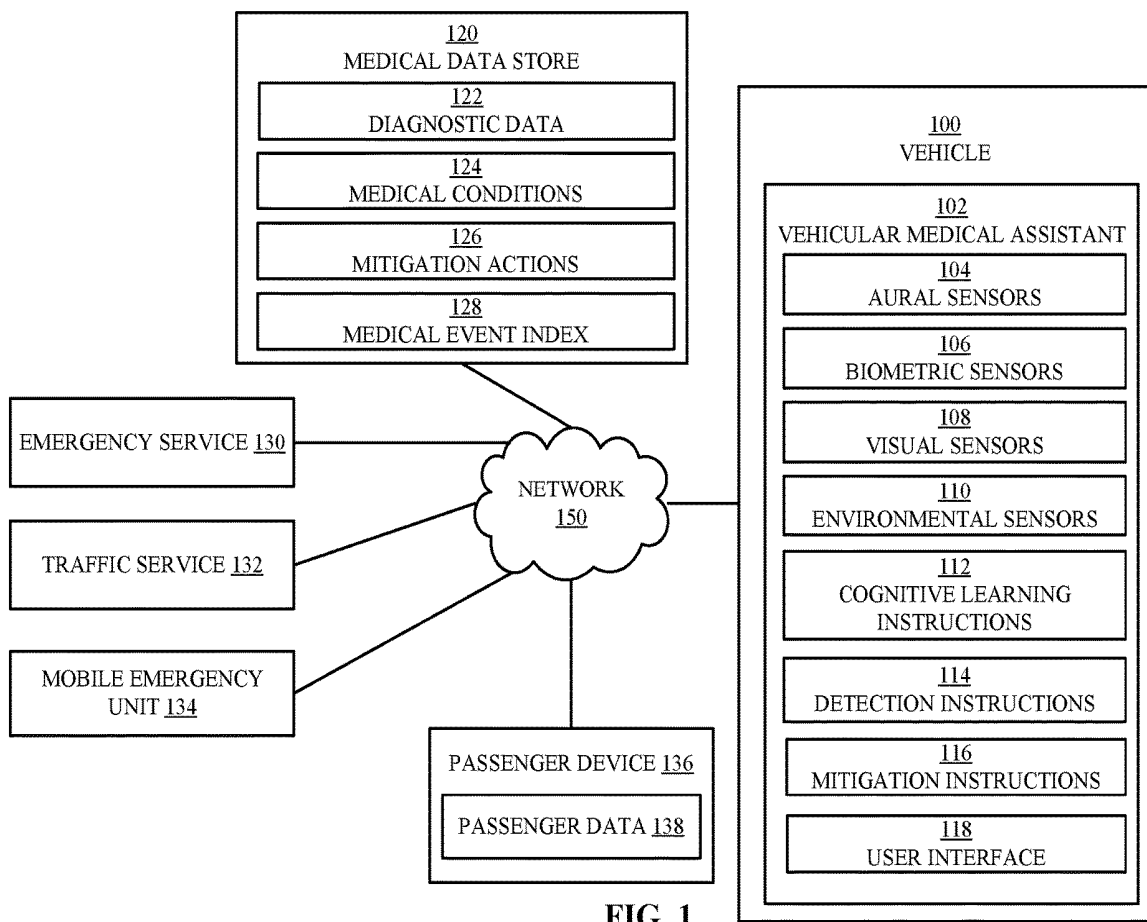 120
MEDICAL DATA STORE
122
DIAGNOSTIC DATA
124
MEDICAL CONDITIONS
126
MITIGATION ACTIONS
128
MEDICAL EVENT INDEX
100
VEHICLE
102
VEHICULAR MEDICAL ASSISTANT
104
AURAL SENSORS
106
BIOMETRIC SENSORS
108
VISUAL SENSORS
110
ENVIRONMENTAL SENSORS
112
COGNITIVE LEARNING
INSTRUCTIONS
114
DETECTION INSTRUCTIONS
116
MITIGATION INSTRUCTIONS
118
USER INTERFACE
EMERGENCY SERVICE 130
TRAFFIC SERVICE 132
MOBILE EMERGENCY
UNIT 134
NETWORK
150
PASSENGER DEVICE 136
PASSENGER DATA 138
FIG. 1